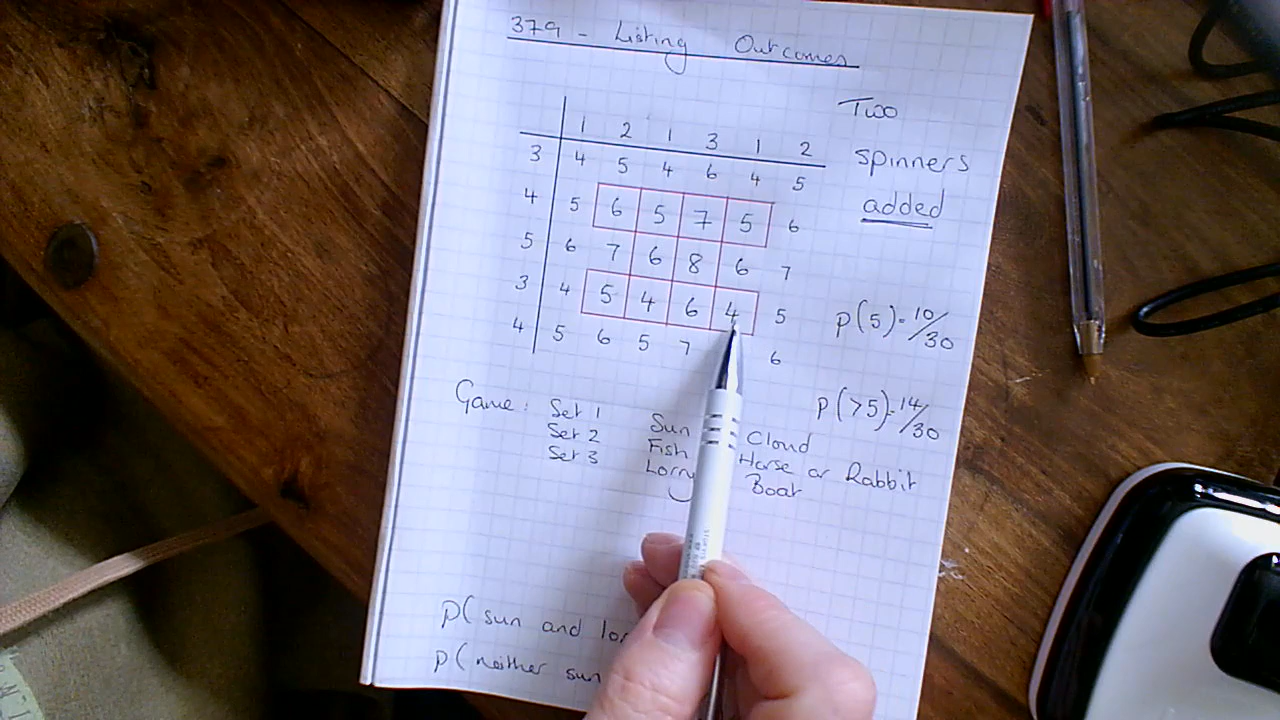 379 - Listing Outcomes
1 2 1 3 1 2
3 4 5 4 6 4 5
4 5 6 5 7 5 6
5 6 7 6 8 6 7
3 4 5 4 6 4 5
4 5 6 5 7 6
Two
spinners
added
p(5)=10/30
p(>5)=14/30
Game: Set 1 Sun Cloud
Set 2 Fish Horse or Rabbit
Set 3 Lorry Boat
p(sun and
p(neither sun